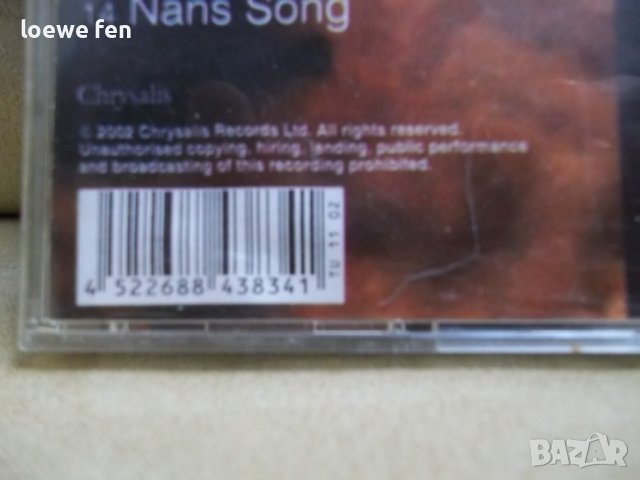 loewe fen
14 Nans Song
Chrysalis
© 2002 Chrysalis Records Ltd. All rights reserved.
Unauthorised copying, hiring, lending, public performance
and broadcasting of this recording prohibited.
TU 11 02
4 522688 438341
BAZAR